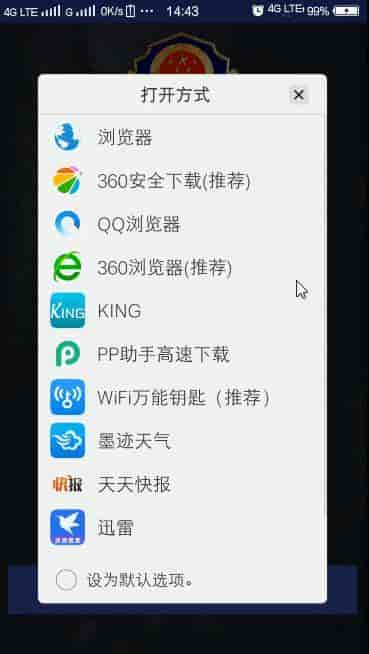 4G LTE G 0K/s ··· 14:43 4G LTE 99%
打开方式
浏览器
360安全下载(推荐)
QQ浏览器
360浏览器(推荐)
KING KING
PP助手高速下载
WiFi万能钥匙（推荐）
墨迹天气
快报 天天快报
迅雷
设为默认选项。